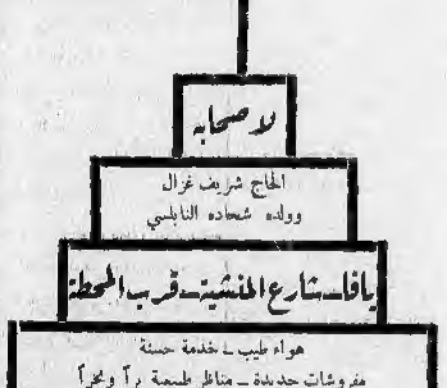 لاصحابه
الحاج شريف غزال
وولده شحاده النابلسي
يافا - شارع المنشية - قرب المحطة
هواء طيب - خدمة حسنة
مفروشات جديدة - مناظر طبيعية براً وبحراً